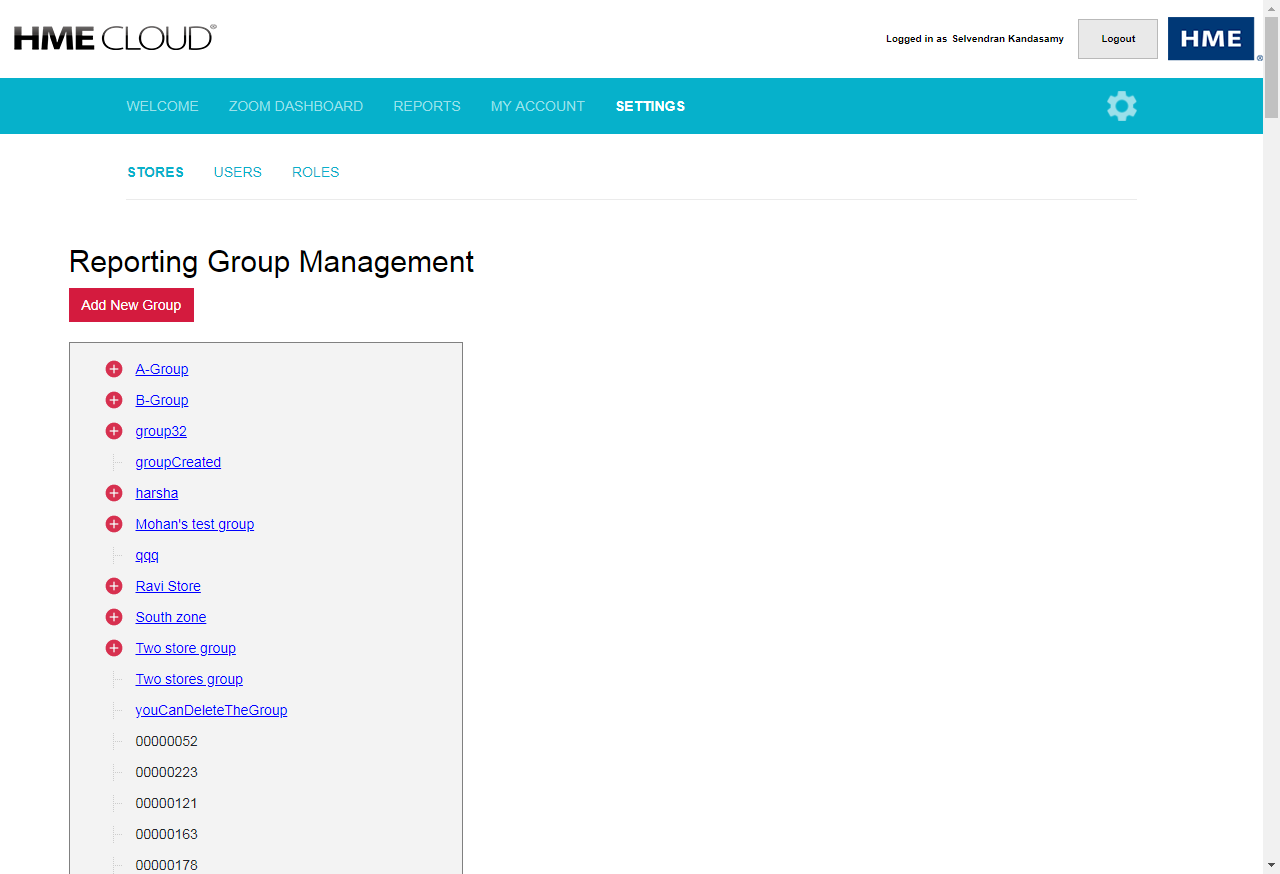 HME CLOUD®
Logged in as Selvendran Kandasamy
Logout
HME®
WELCOME ZOOM DASHBOARD REPORTS MY ACCOUNT SETTINGS
STORES USERS ROLES
Reporting Group Management
Add New Group
A-Group
B-Group
group32
groupCreated
harsha
Mohan's test group
qqq
Ravi Store
South zone
Two store group
Two stores group
youCanDeleteTheGroup
00000052
00000223
00000121
00000163
00000178